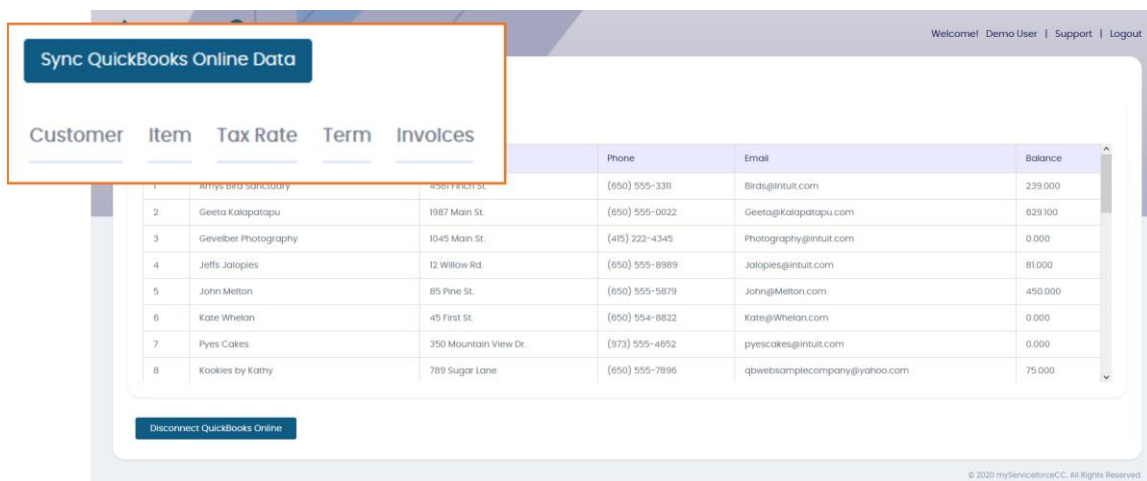 Welcome! Demo User | Support | Logout
Sync QuickBooks Online Data
Customer Item Tax Rate Term Invoices
Phone Email Balance
1 Amys Bird Sanctuary 4581 Finch St. (650) 555-3311 Birds@Intuit.com 239.000
2 Geeta Kalapatapu 1987 Main St. (650) 555-0022 Geeta@Kalapatapu.com 629.100
3 Gevelber Photography 1045 Main St. (415) 222-4345 Photography@intuit.com 0.000
4 Jeffs Jalopies 12 Willow Rd. (650) 555-8989 Jalopies@intuit.com 81.000
5 John Melton 85 Pine St. (650) 555-5879 John@Melton.com 450.000
6 Kate Whelan 45 First St. (650) 554-8822 Kate@Whelan.com 0.000
7 Pyes Cakes 350 Mountain View Dr. (973) 555-4652 pyescakes@intuit.com 0.000
8 Kookies by Kathy 789 Sugar Lane (650) 555-7896 qbwebsamplecompany@yahoo.com 75.000
Disconnect QuickBooks Online
© 2020 myServiceforceCC. All Rights Reserved.